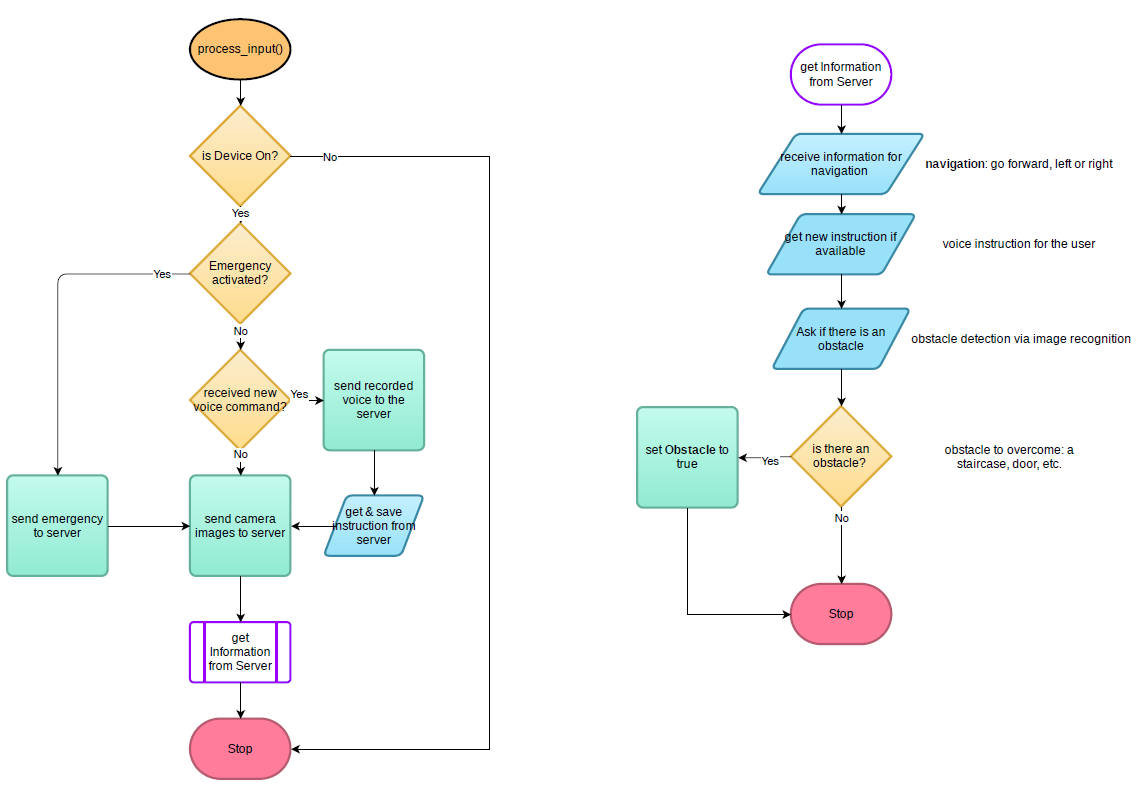 process_input()
is Device On?
No
Yes
Emergency
activated?
Yes
No
received new
voice command?
Yes
send recorded
voice to the
server
No
send emergency
to server
send camera
images to server
get & save
instruction from
server
get
Information
from Server
Stop
get Information
from Server
receive information for
navigation
navigation: go forward, left or right
get new instruction if
available
voice instruction for the user
Ask if there is an
obstacle
obstacle detection via image recognition
is there an
obstacle?
Yes
set Obstacle to
true
obstacle to overcome: a
staircase, door, etc.
No
Stop